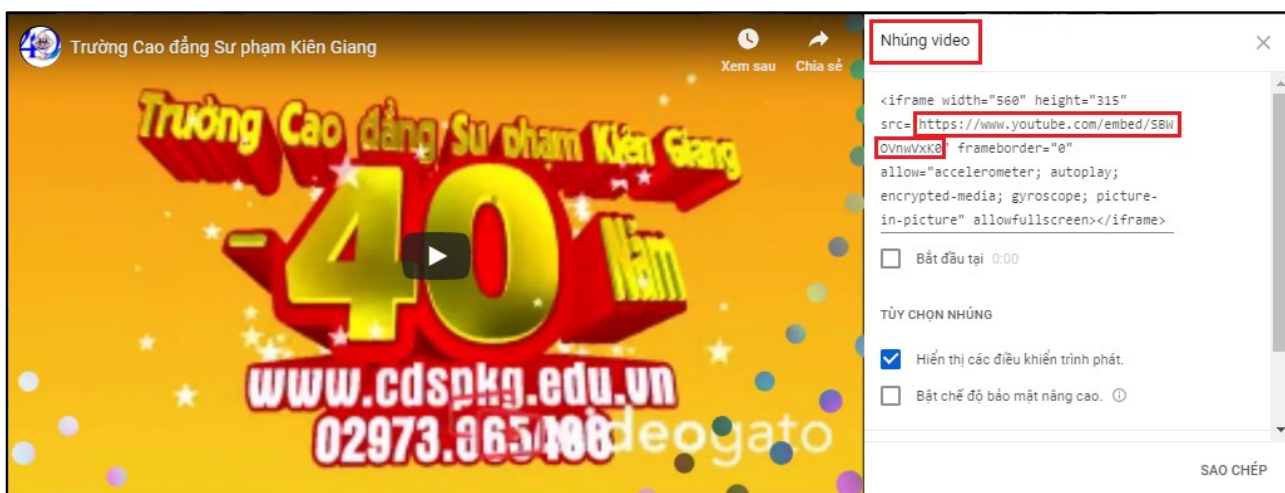 Trường Cao đẳng Sư phạm Kiên Giang
Xem sau
Chia sẻ
Trường Cao đẳng Sư phạm Kiên Giang
- 40 Năm
www.cdspkg.edu.vn
videogato
Nhúng video
<iframe width="560" height="315"
src="https://www.youtube.com/embed/SBW
OVnwVxK0" frameborder="0"
allow="accelerometer; autoplay;
encrypted-media; gyroscope; picture-
in-picture" allowfullscreen></iframe>
Bắt đầu tại 0:00
TÙY CHỌN NHÚNG
Hiển thị các điều khiển trình phát.
Bật chế độ bảo mật nâng cao.
SAO CHÉP